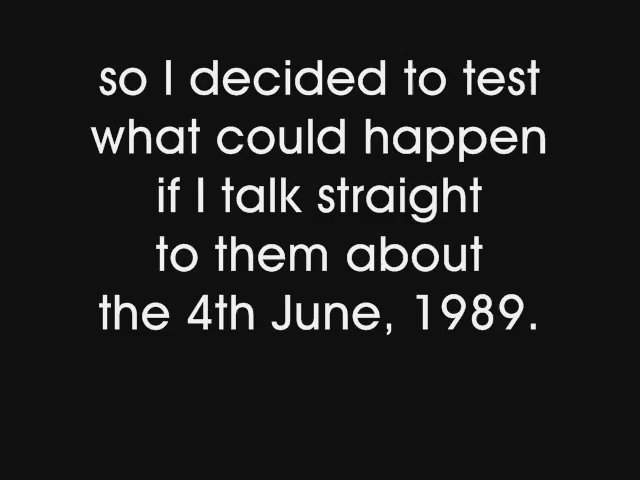 so I decided to test
what could happen
if I talk straight
to them about
the 4th June, 1989.